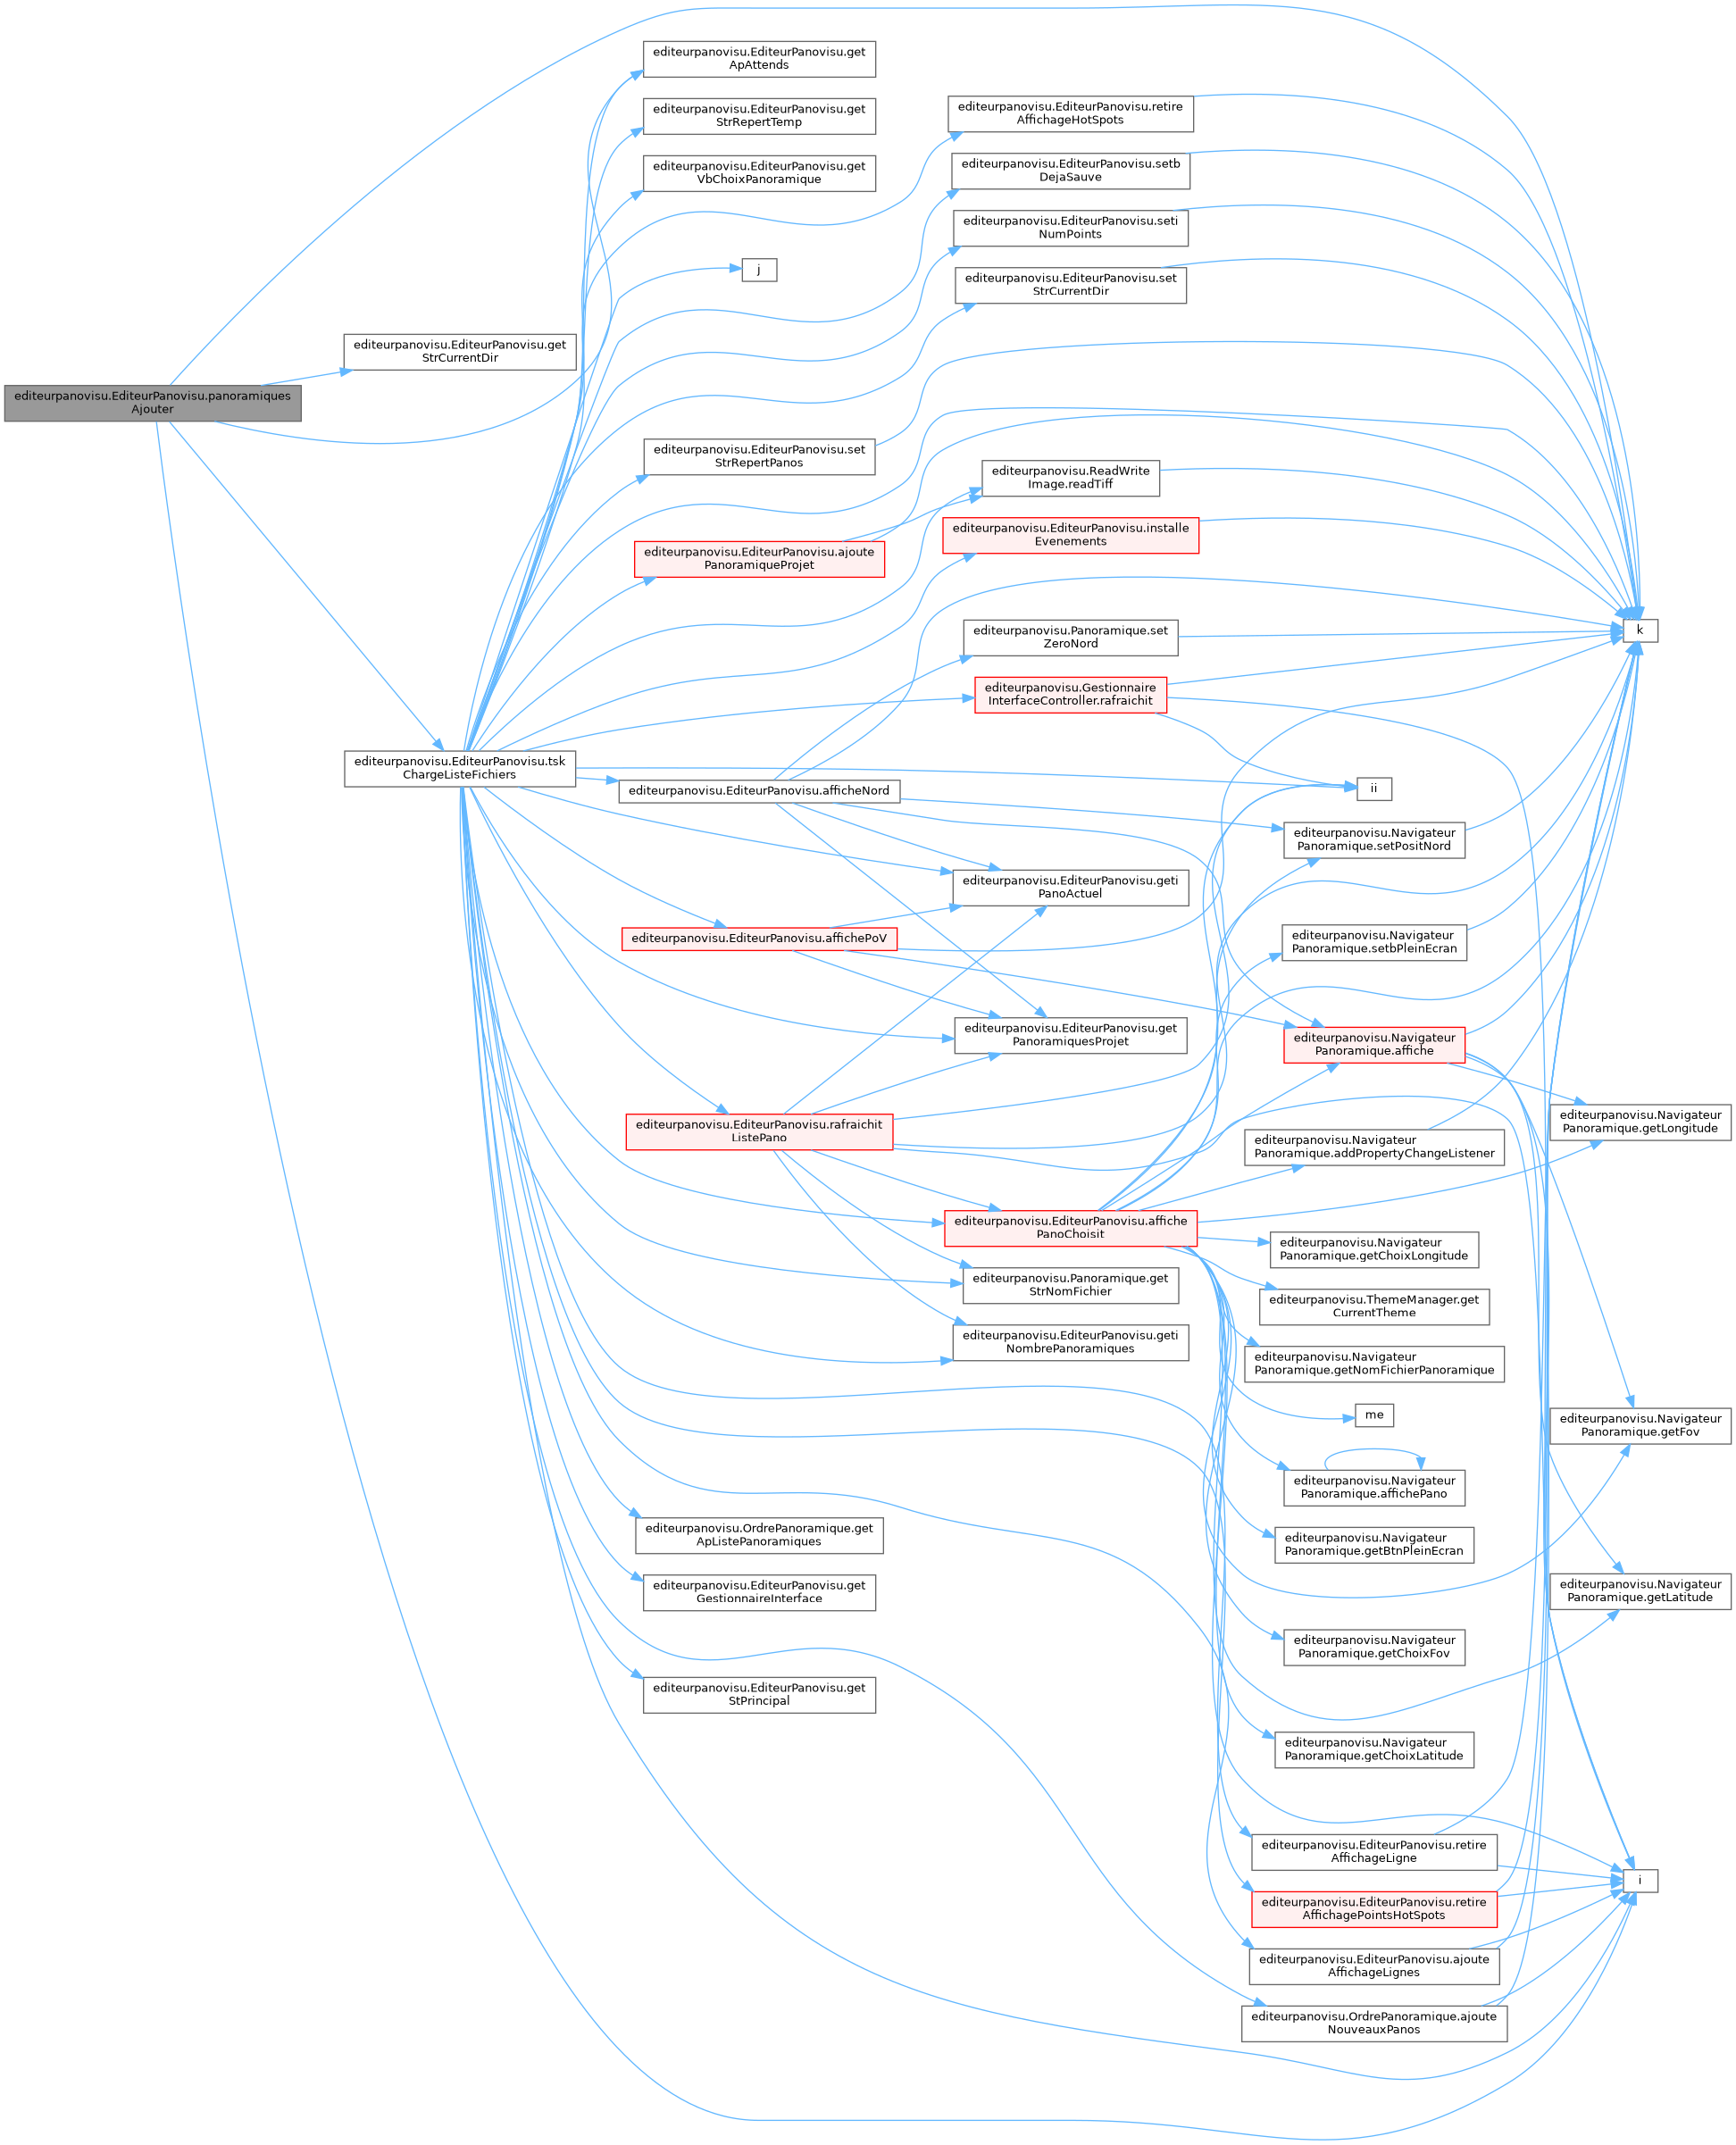 editeurpanovisu.EditeurPanovisu.panoramiques
Ajouter
editeurpanovisu.EditeurPanovisu.get
StrCurrentDir
editeurpanovisu.EditeurPanovisu.tsk
ChargeListeFichiers
editeurpanovisu.EditeurPanovisu.get
ApAttends
editeurpanovisu.EditeurPanovisu.get
StrRepertTemp
editeurpanovisu.EditeurPanovisu.get
VbChoixPanoramique
j
editeurpanovisu.EditeurPanovisu.set
StrRepertPanos
editeurpanovisu.EditeurPanovisu.ajoute
PanoramiqueProjet
editeurpanovisu.EditeurPanovisu.afficheNord
editeurpanovisu.EditeurPanovisu.affichePoV
editeurpanovisu.EditeurPanovisu.rafraichit
ListePano
editeurpanovisu.OrdrePanoramique.get
ApListePanoramiques
editeurpanovisu.EditeurPanovisu.get
GestionnaireInterface
editeurpanovisu.EditeurPanovisu.get
StPrincipal
editeurpanovisu.EditeurPanovisu.retire
AffichageHotSpots
editeurpanovisu.EditeurPanovisu.setb
DejaSauve
editeurpanovisu.EditeurPanovisu.seti
NumPoints
editeurpanovisu.EditeurPanovisu.set
StrCurrentDir
editeurpanovisu.ReadWrite
Image.readTiff
editeurpanovisu.EditeurPanovisu.installe
Evenements
editeurpanovisu.Panoramique.set
ZeroNord
editeurpanovisu.Gestionnaire
InterfaceController.rafraichit
editeurpanovisu.EditeurPanovisu.geti
PanoActuel
editeurpanovisu.EditeurPanovisu.get
PanoramiquesProjet
editeurpanovisu.EditeurPanovisu.affiche
PanoChoisit
editeurpanovisu.Panoramique.get
StrNomFichier
editeurpanovisu.EditeurPanovisu.geti
NombrePanoramiques
ii
editeurpanovisu.Navigateur
Panoramique.setPositNord
editeurpanovisu.Navigateur
Panoramique.setbPleinEcran
editeurpanovisu.Navigateur
Panoramique.affiche
editeurpanovisu.Navigateur
Panoramique.addPropertyChangeListener
editeurpanovisu.Navigateur
Panoramique.getChoixLongitude
editeurpanovisu.ThemeManager.get
CurrentTheme
editeurpanovisu.Navigateur
Panoramique.getNomFichierPanoramique
me
editeurpanovisu.Navigateur
Panoramique.affichePano
editeurpanovisu.Navigateur
Panoramique.getBtnPleinEcran
editeurpanovisu.Navigateur
Panoramique.getChoixFov
editeurpanovisu.Navigateur
Panoramique.getChoixLatitude
editeurpanovisu.EditeurPanovisu.retire
AffichageLigne
editeurpanovisu.EditeurPanovisu.retire
AffichagePointsHotSpots
editeurpanovisu.EditeurPanovisu.ajoute
AffichageLignes
editeurpanovisu.OrdrePanoramique.ajoute
NouveauxPanos
k
editeurpanovisu.Navigateur
Panoramique.getLongitude
editeurpanovisu.Navigateur
Panoramique.getFov
editeurpanovisu.Navigateur
Panoramique.getLatitude
i